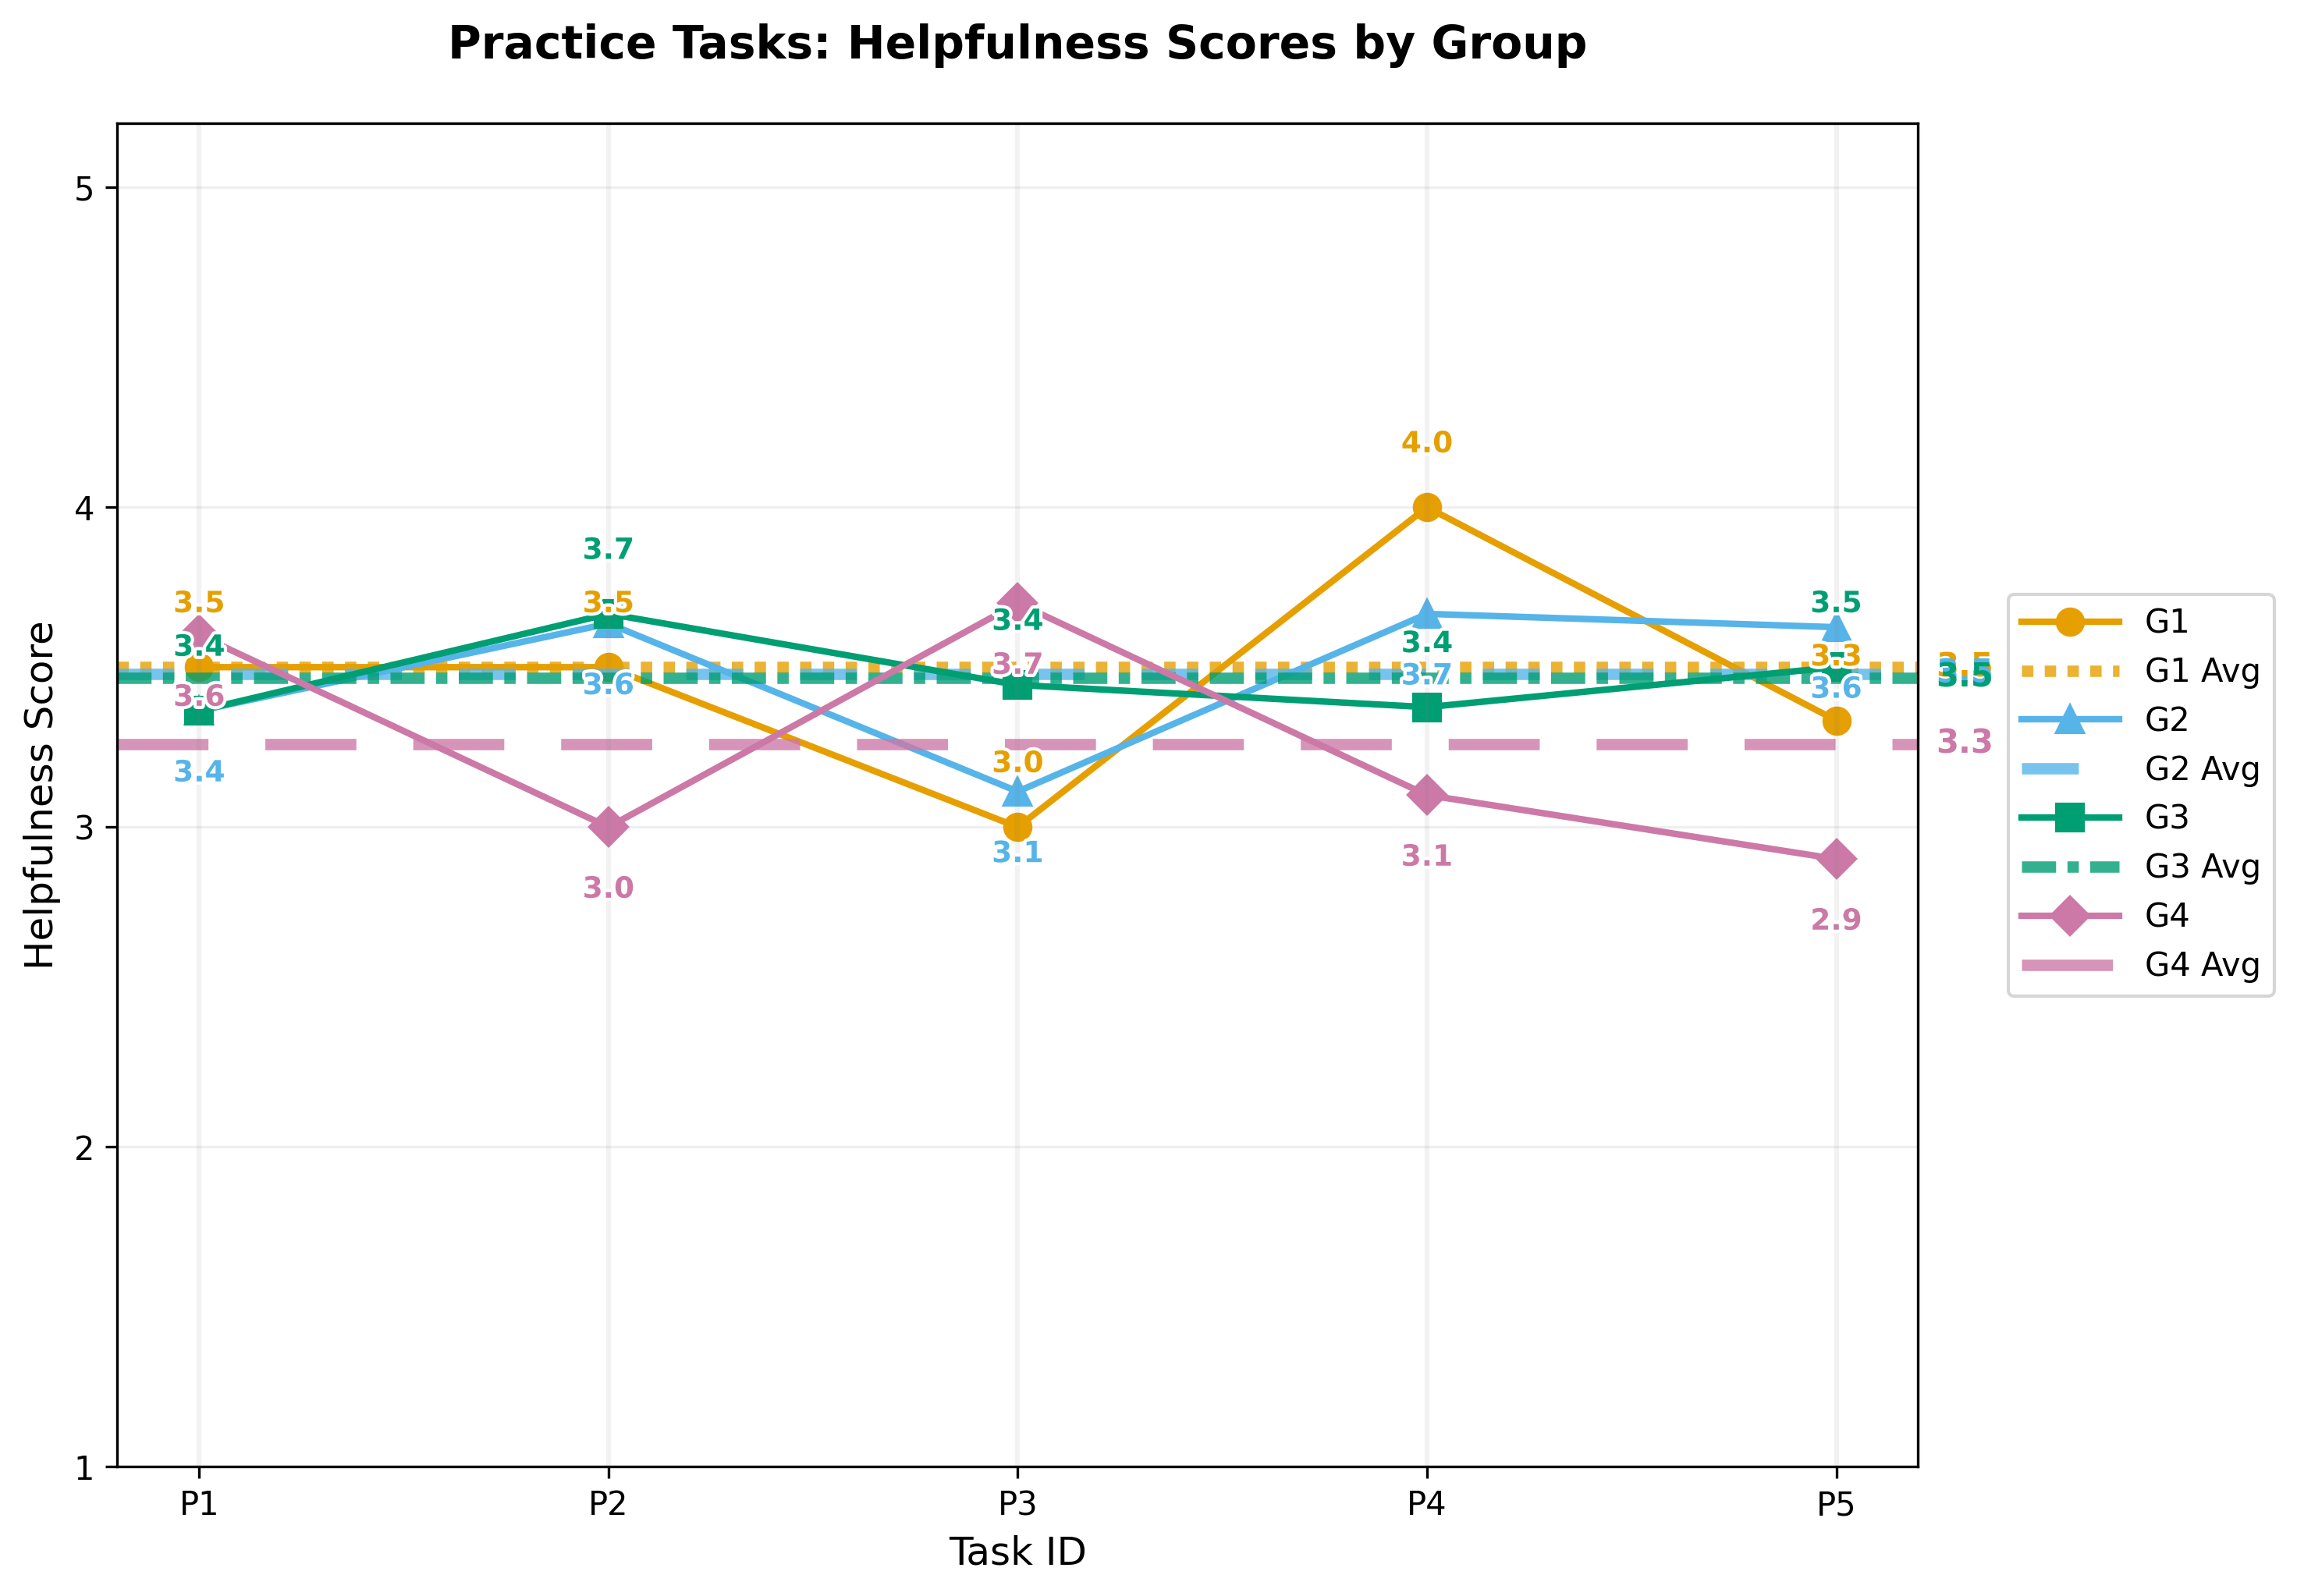 Practice Tasks: Helpfulness Scores by Group
Helpfulness Score
5
4
3
2
1
4.0
3.7
3.5
3.5
3.4
3.6
3.4
3.5
3.6
3.0
3.4
3.7
3.0
3.1
3.4
3.7
3.1
3.5
3.3
3.6
2.9
3.5
3.5
3.3
P1
P2
P3
P4
P5
Task ID
G1
G1 Avg
G2
G2 Avg
G3
G3 Avg
G4
G4 Avg